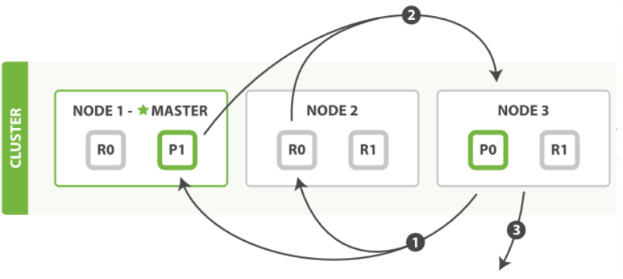 2
NODE 1 - ★ MASTER
NODE 2
NODE 3
CLUSTER
R0
P1
R0
R1
P0
R1
1
3